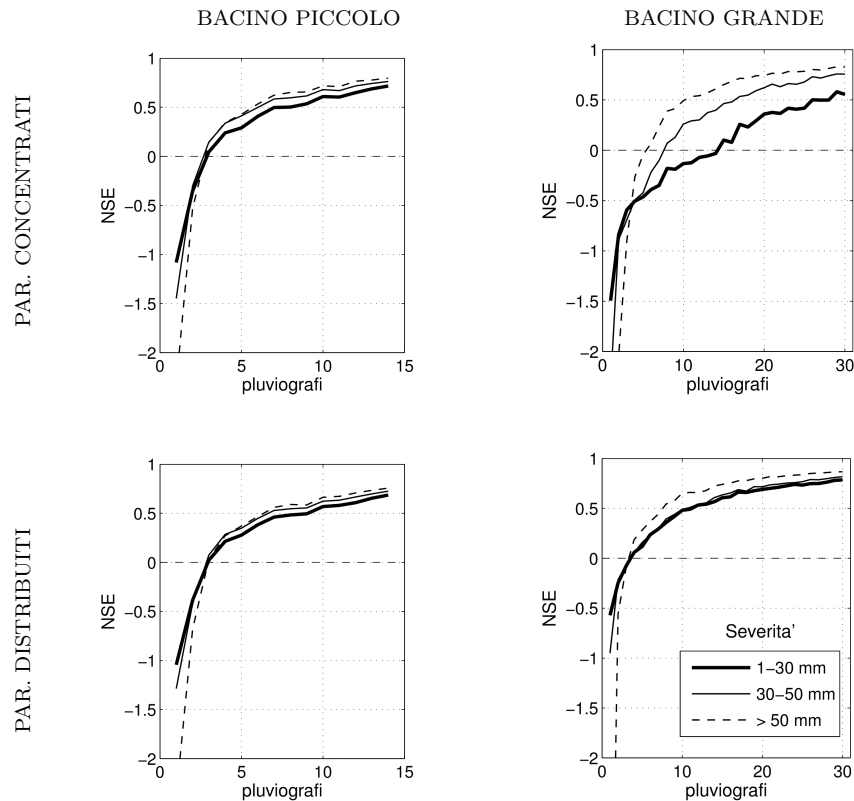 BACINO PICCOLO
BACINO GRANDE
PAR. CONCENTRATI
1
0.5
0
−0.5
−1
−1.5
−2
NSE
0
5
10
15
pluviografi
1
0.5
0
−0.5
−1
−1.5
−2
NSE
0
10
20
30
pluviografi
PAR. DISTRIBUITI
1
0.5
0
−0.5
−1
−1.5
−2
NSE
0
5
10
15
pluviografi
1
0.5
0
−0.5
−1
−1.5
−2
NSE
0
10
20
30
pluviografi
Severita'
1−30 mm
30−50 mm
> 50 mm